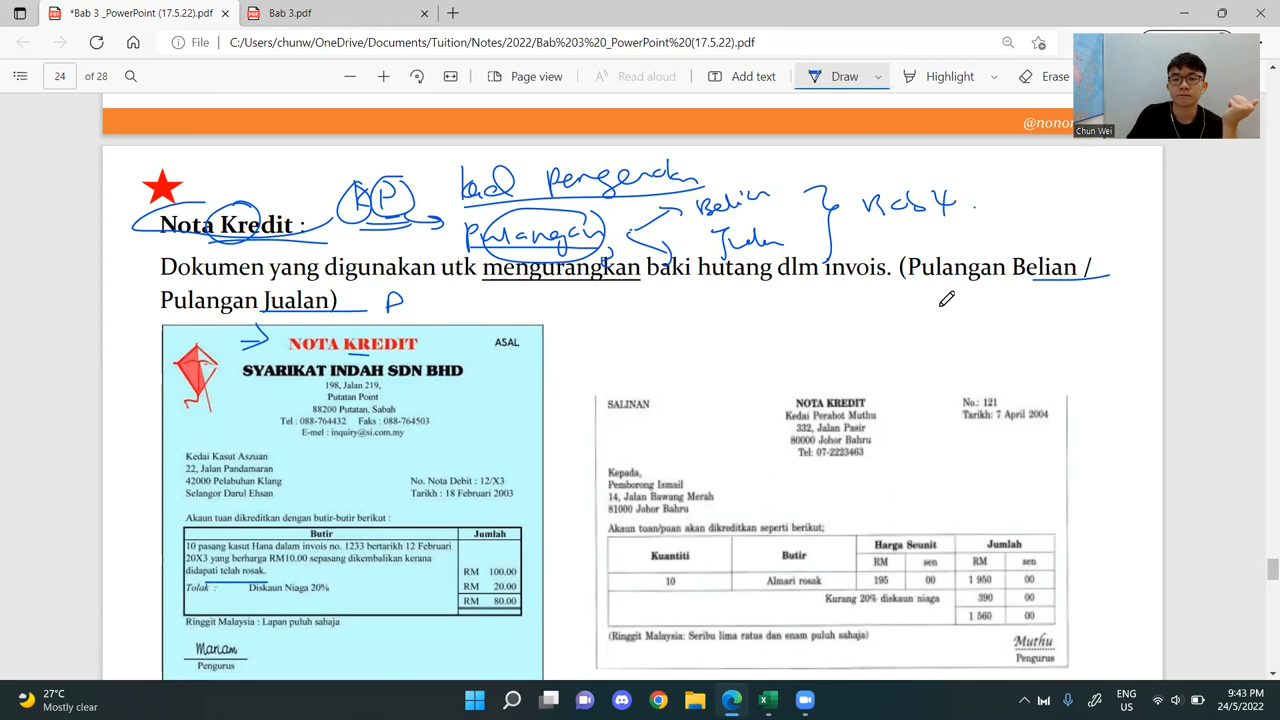 *Bab 3 _PowerPoint (17.5.22).pdf
Bab 3.pdf
File
C:/Users/chunw/OneDrive/Documents/Tuition/Notes/2022/Bab%203%20_PowerPoint%20(17.5.22).pdf
24 of 28
Page view
Read aloud
Add text
Draw
Highlight
Erase
Chun Wei
KP
Pulangan
Belian
Bab 4
Nota Kredit :
Dokumen yang digunakan utk mengurangkan baki hutang dlm invois. (Pulangan Belian /
Pulangan Jualan) P
NOTA KREDIT
ASAL
SYARIKAT INDAH SDN BHD
198, Jalan 219,
Putatan Point
88200 Putatan, Sabah
Tel : 088-764432 Faks : 088-764503
E-mel : inquiry@si.com.my
Kedai Kasut Aszuan
22, Jalan Pandamaran
42000 Pelabuhan Klang
Selangor Darul Ehsan
No. Nota Debit : 12/X3
Tarikh : 18 Februari 2003
Akaun tuan dikreditkan dengan butir-butir berikut :
Butir Jumlah
10 pasang kasut Hana dalam invois no. 1233 bertarikh 12 Februari
20X3 yang berharga RM10.00 sepasang dikembalikan kerana
didapati telah rosak. RM 100.00
Tolak : Diskaun Niaga 20% RM 20.00
RM 80.00
Ringgit Malaysia : Lapan puluh sahaja
Mariam
Pengurus
SALINAN
NOTA KREDIT
Kedai Perabot Muthu
332, Jalan Pasir
80000 Johor Bahru
Tel: 07-2223463
No.: 121
Tarikh: 7 April 2004
Kepada,
Pemborong Ismail
14, Jalan Bawang Merah
81000 Johor Bahru
Akaun tuan/puan akan dikreditkan seperti berikut;
Kuantiti Butir Harga Seunit Jumlah
RM sen RM sen
10 Almari rosak 195 00 1 950 00
Kurang 20% diskaun niaga 390 00
1 560 00
(Ringgit Malaysia: Seribu lima ratus dan enam puluh sahaja)
Muthu
Pengurus
27°C
Mostly clear
ENG
US
9:43 PM
24/5/2022